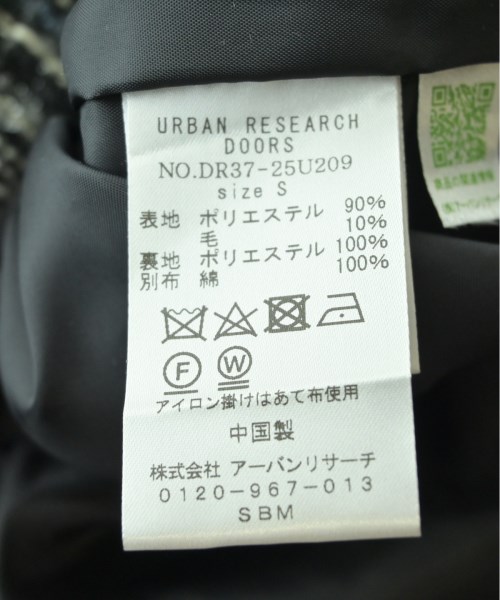 URBAN RESEARCH
DOORS
NO.DR37-25U209
size S
表地 ポリエステル 90%
毛 10%
裏地 ポリエステル 100%
別布 綿 100%
F W
アイロン掛けはあて布使用
中国製
株式会社 アーバンリサーチ
0120-967-013
SBM